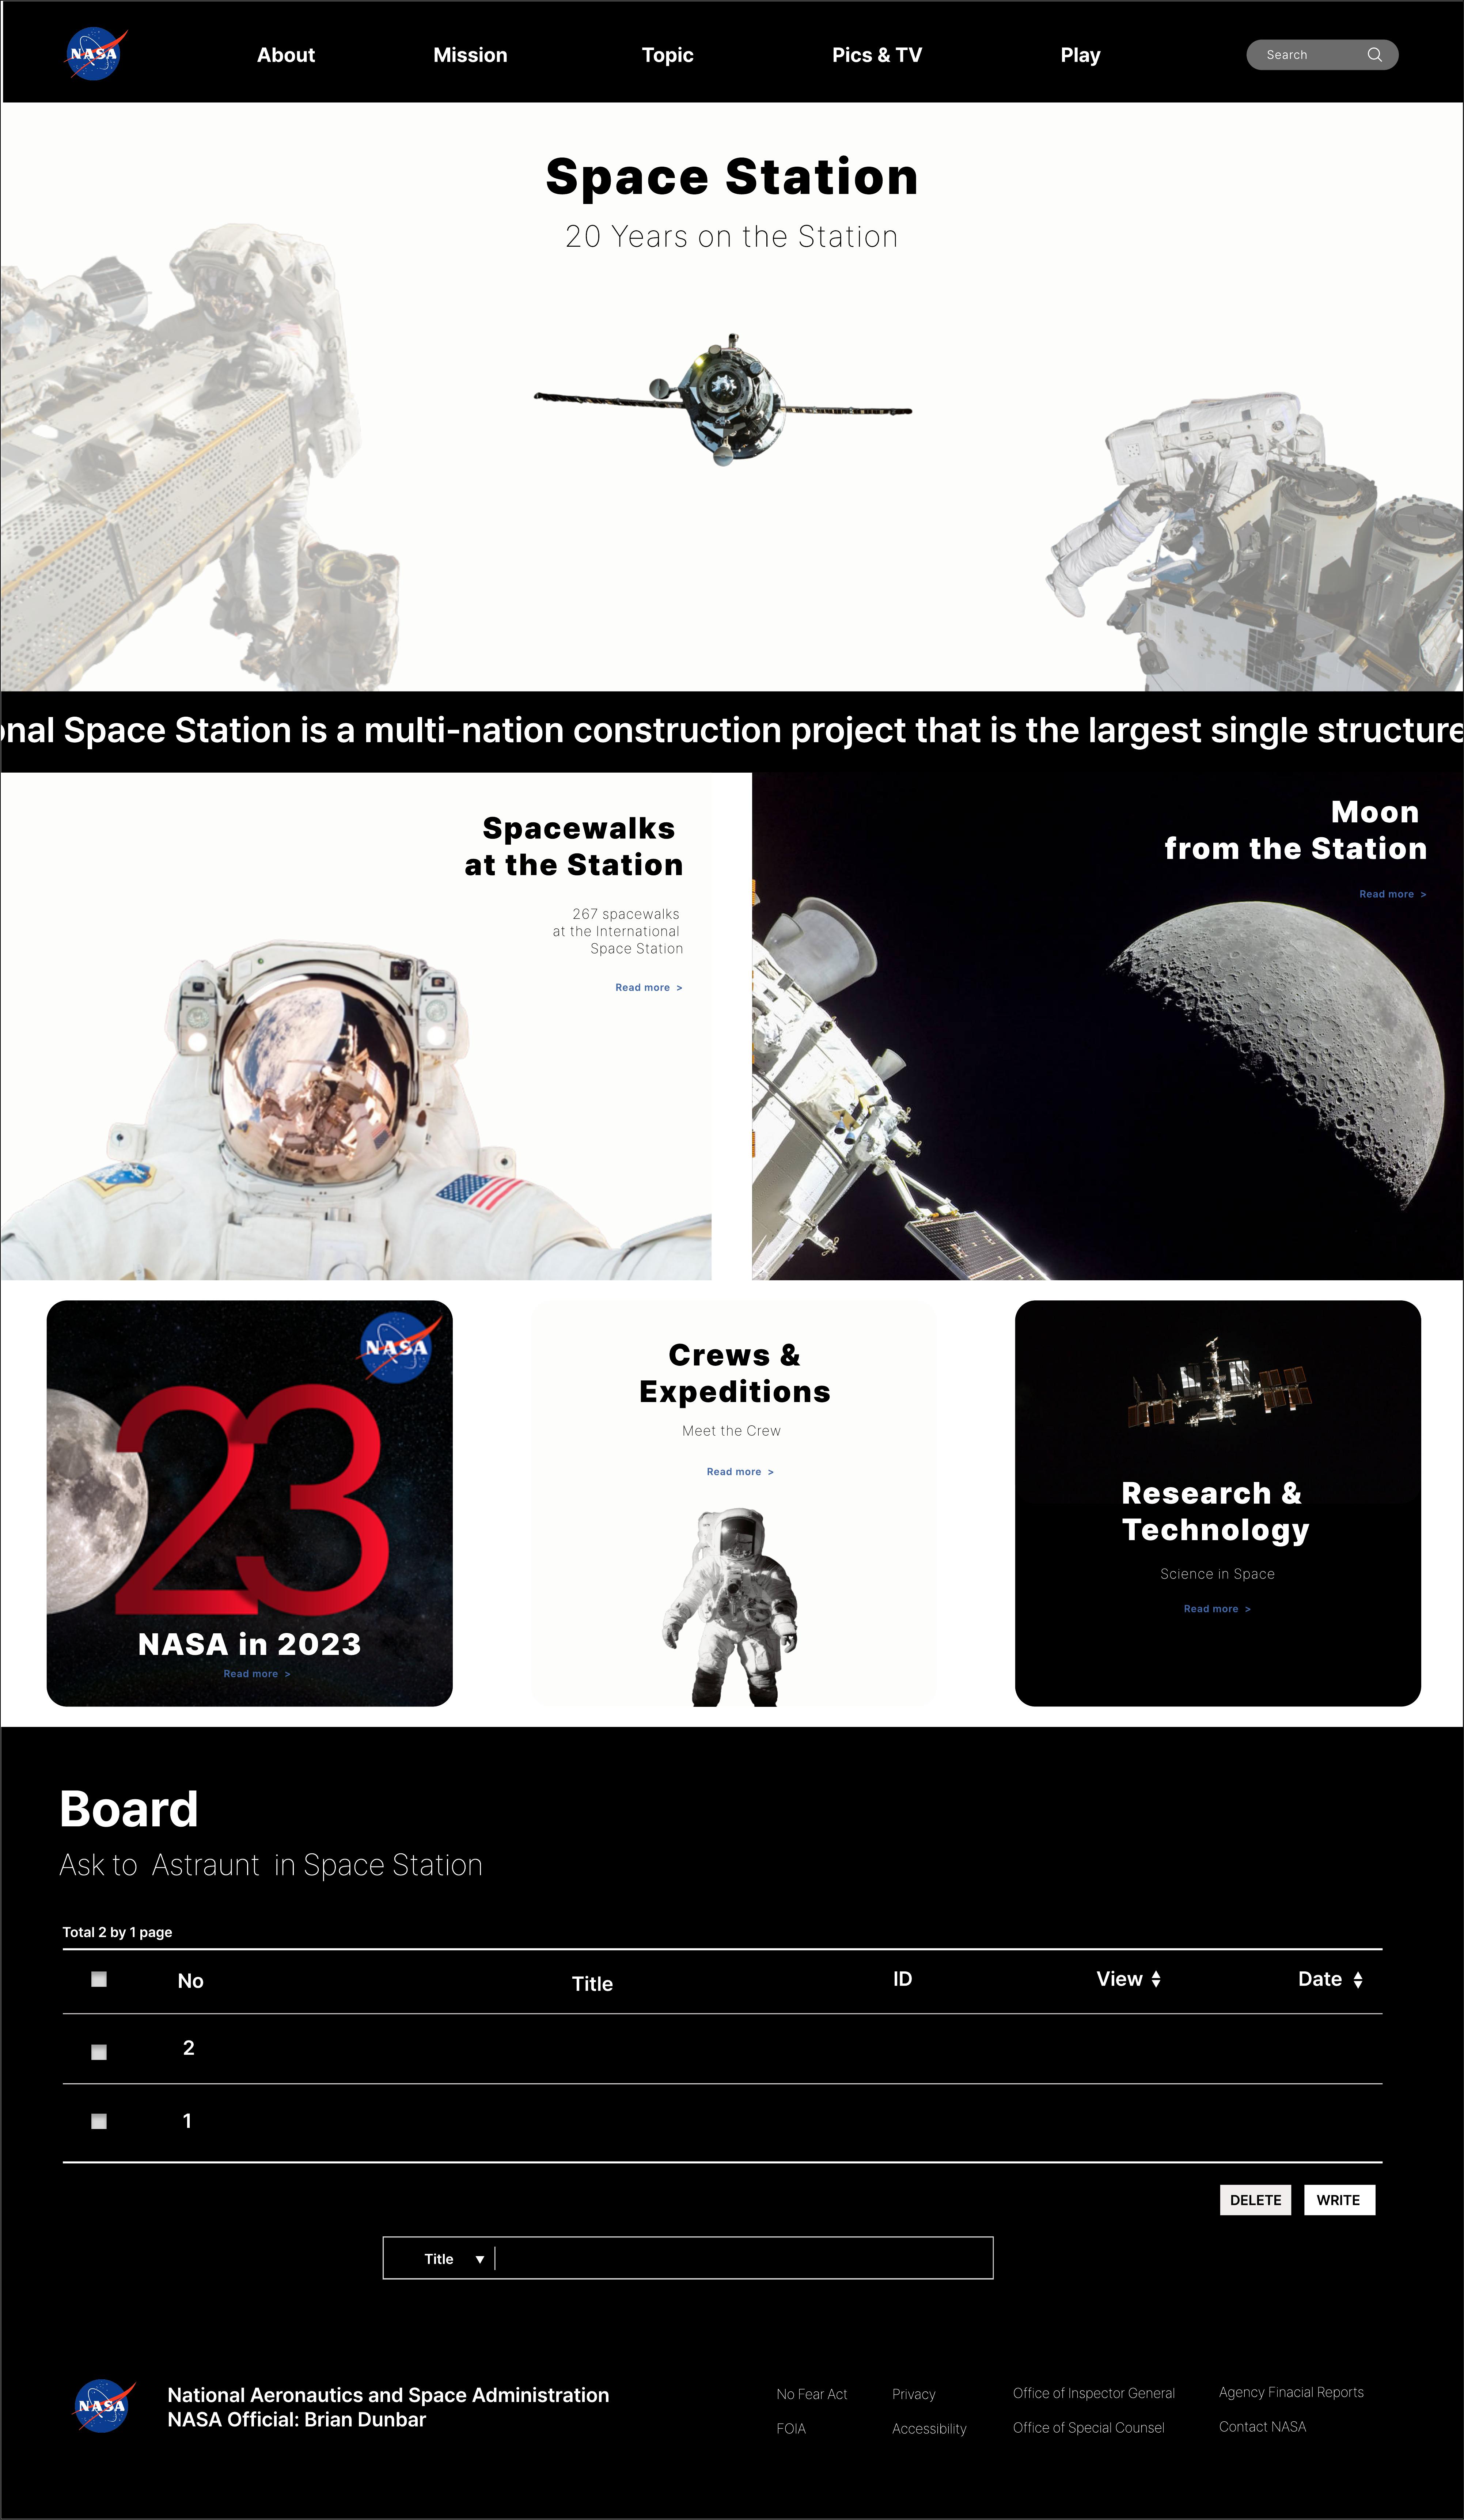 NASA
About
Mission
Topic
Pics & TV
Play
Search
Space Station
20 Years on the Station
onal Space Station is a multi-nation construction project that is the largest single structure
Spacewalks
at the Station
267 spacewalks
at the International
Space Station
Read more >
Moon
from the Station
Read more >
NASA
23
NASA in 2023
Read more >
Crews &
Expeditions
Meet the Crew
Read more >
Research &
Technology
Science in Space
Read more >
Board
Ask to Astraunt in Space Station
Total 2 by 1 page
No
Title
ID
View
Date
2
1
DELETE
WRITE
Title
NASA
National Aeronautics and Space Administration
NASA Official: Brian Dunbar
No Fear Act
Privacy
Office of Inspector General
Agency Finacial Reports
FOIA
Accessibility
Office of Special Counsel
Contact NASA